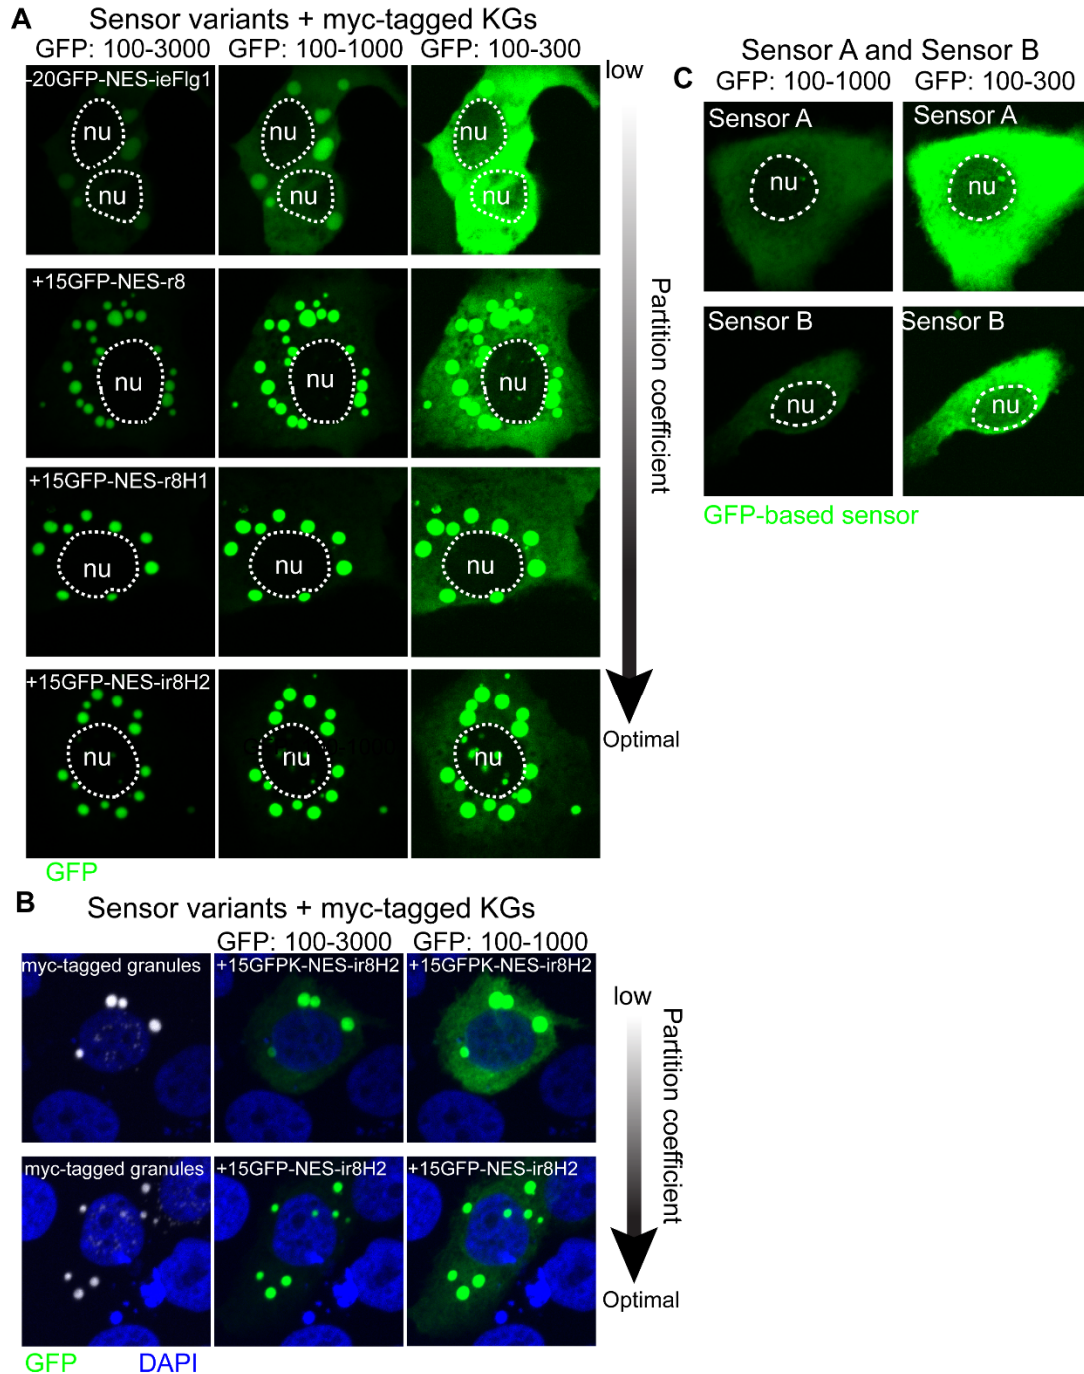 A
Sensor variants + myc-tagged KGs
GFP: 100-3000 GFP: 100-1000 GFP: 100-300
-20GFP-NES-ieFlg1
nu nu nu
nu nu nu
low
+15GFP-NES-r8
nu nu nu
Partition coefficient
+15GFP-NES-r8H1
nu nu nu
+15GFP-NES-ir8H2
nu nu nu
Optimal
GFP
B
Sensor variants + myc-tagged KGs
GFP: 100-3000 GFP: 100-1000
myc-tagged granules +15GFPK-NES-ir8H2 +15GFPK-NES-ir8H2
low
Partition coefficient
myc-tagged granules +15GFP-NES-ir8H2 +15GFP-NES-ir8H2
Optimal
GFP DAPI
C
Sensor A and Sensor B
GFP: 100-1000 GFP: 100-300
Sensor A Sensor A
nu nu
Sensor B Sensor B
nu nu
GFP-based sensor